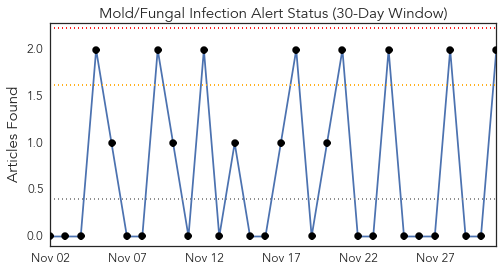 Mold/Fungal Infection Alert Status (30-Day Window)
Articles Found
2.0
1.5
1.0
0.5
0.0
Nov 02 Nov 07 Nov 12 Nov 17 Nov 22 Nov 27